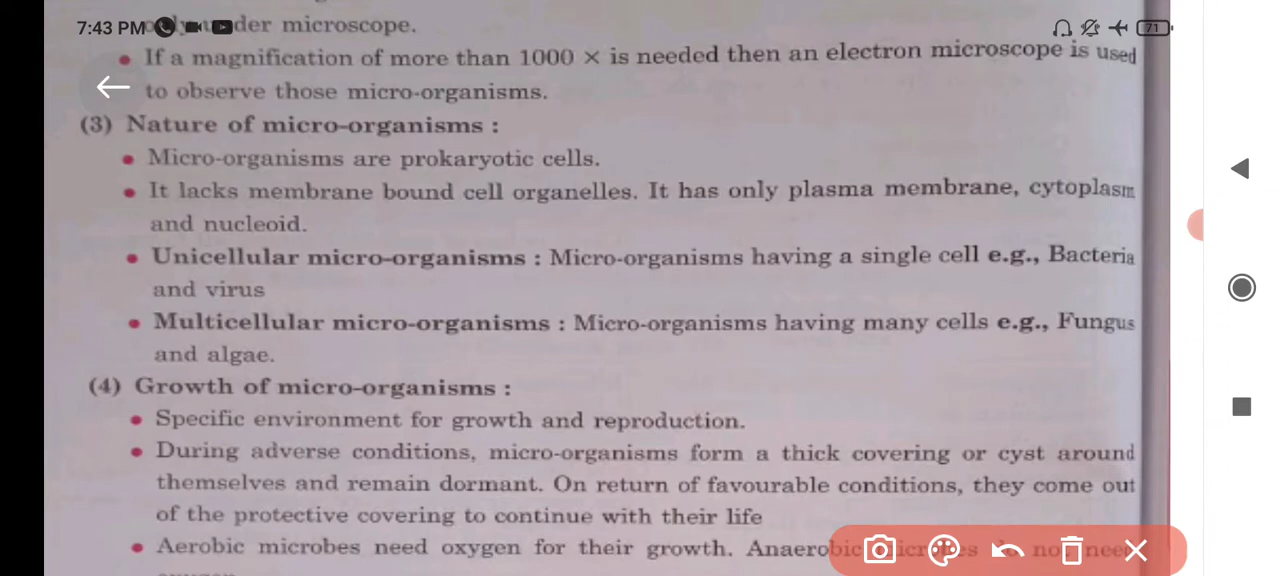 7:43 PM
under microscope.
71
• If a magnification of more than 1000 × is needed then an electron microscope is used
to observe those micro-organisms.
(3) Nature of micro-organisms :
• Micro-organisms are prokaryotic cells.
• It lacks membrane bound cell organelles. It has only plasma membrane, cytoplasm
and nucleoid.
• Unicellular micro-organisms : Micro-organisms having a single cell e.g., Bacteria
and virus
• Multicellular micro-organisms : Micro-organisms having many cells e.g., Fungus
and algae.
(4) Growth of micro-organisms :
• Specific environment for growth and reproduction.
• During adverse conditions, micro-organisms form a thick covering or cyst around
themselves and remain dormant. On return of favourable conditions, they come out
of the protective covering to continue with their life
• Aerobic microbes need oxygen for their growth. Anaerobic microbes do not need